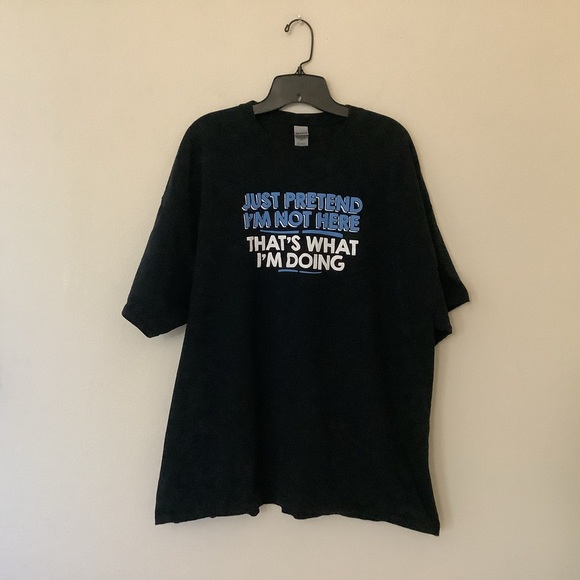 JUST PRETEND
I'M NOT HERE
THAT'S WHAT
I'M DOING